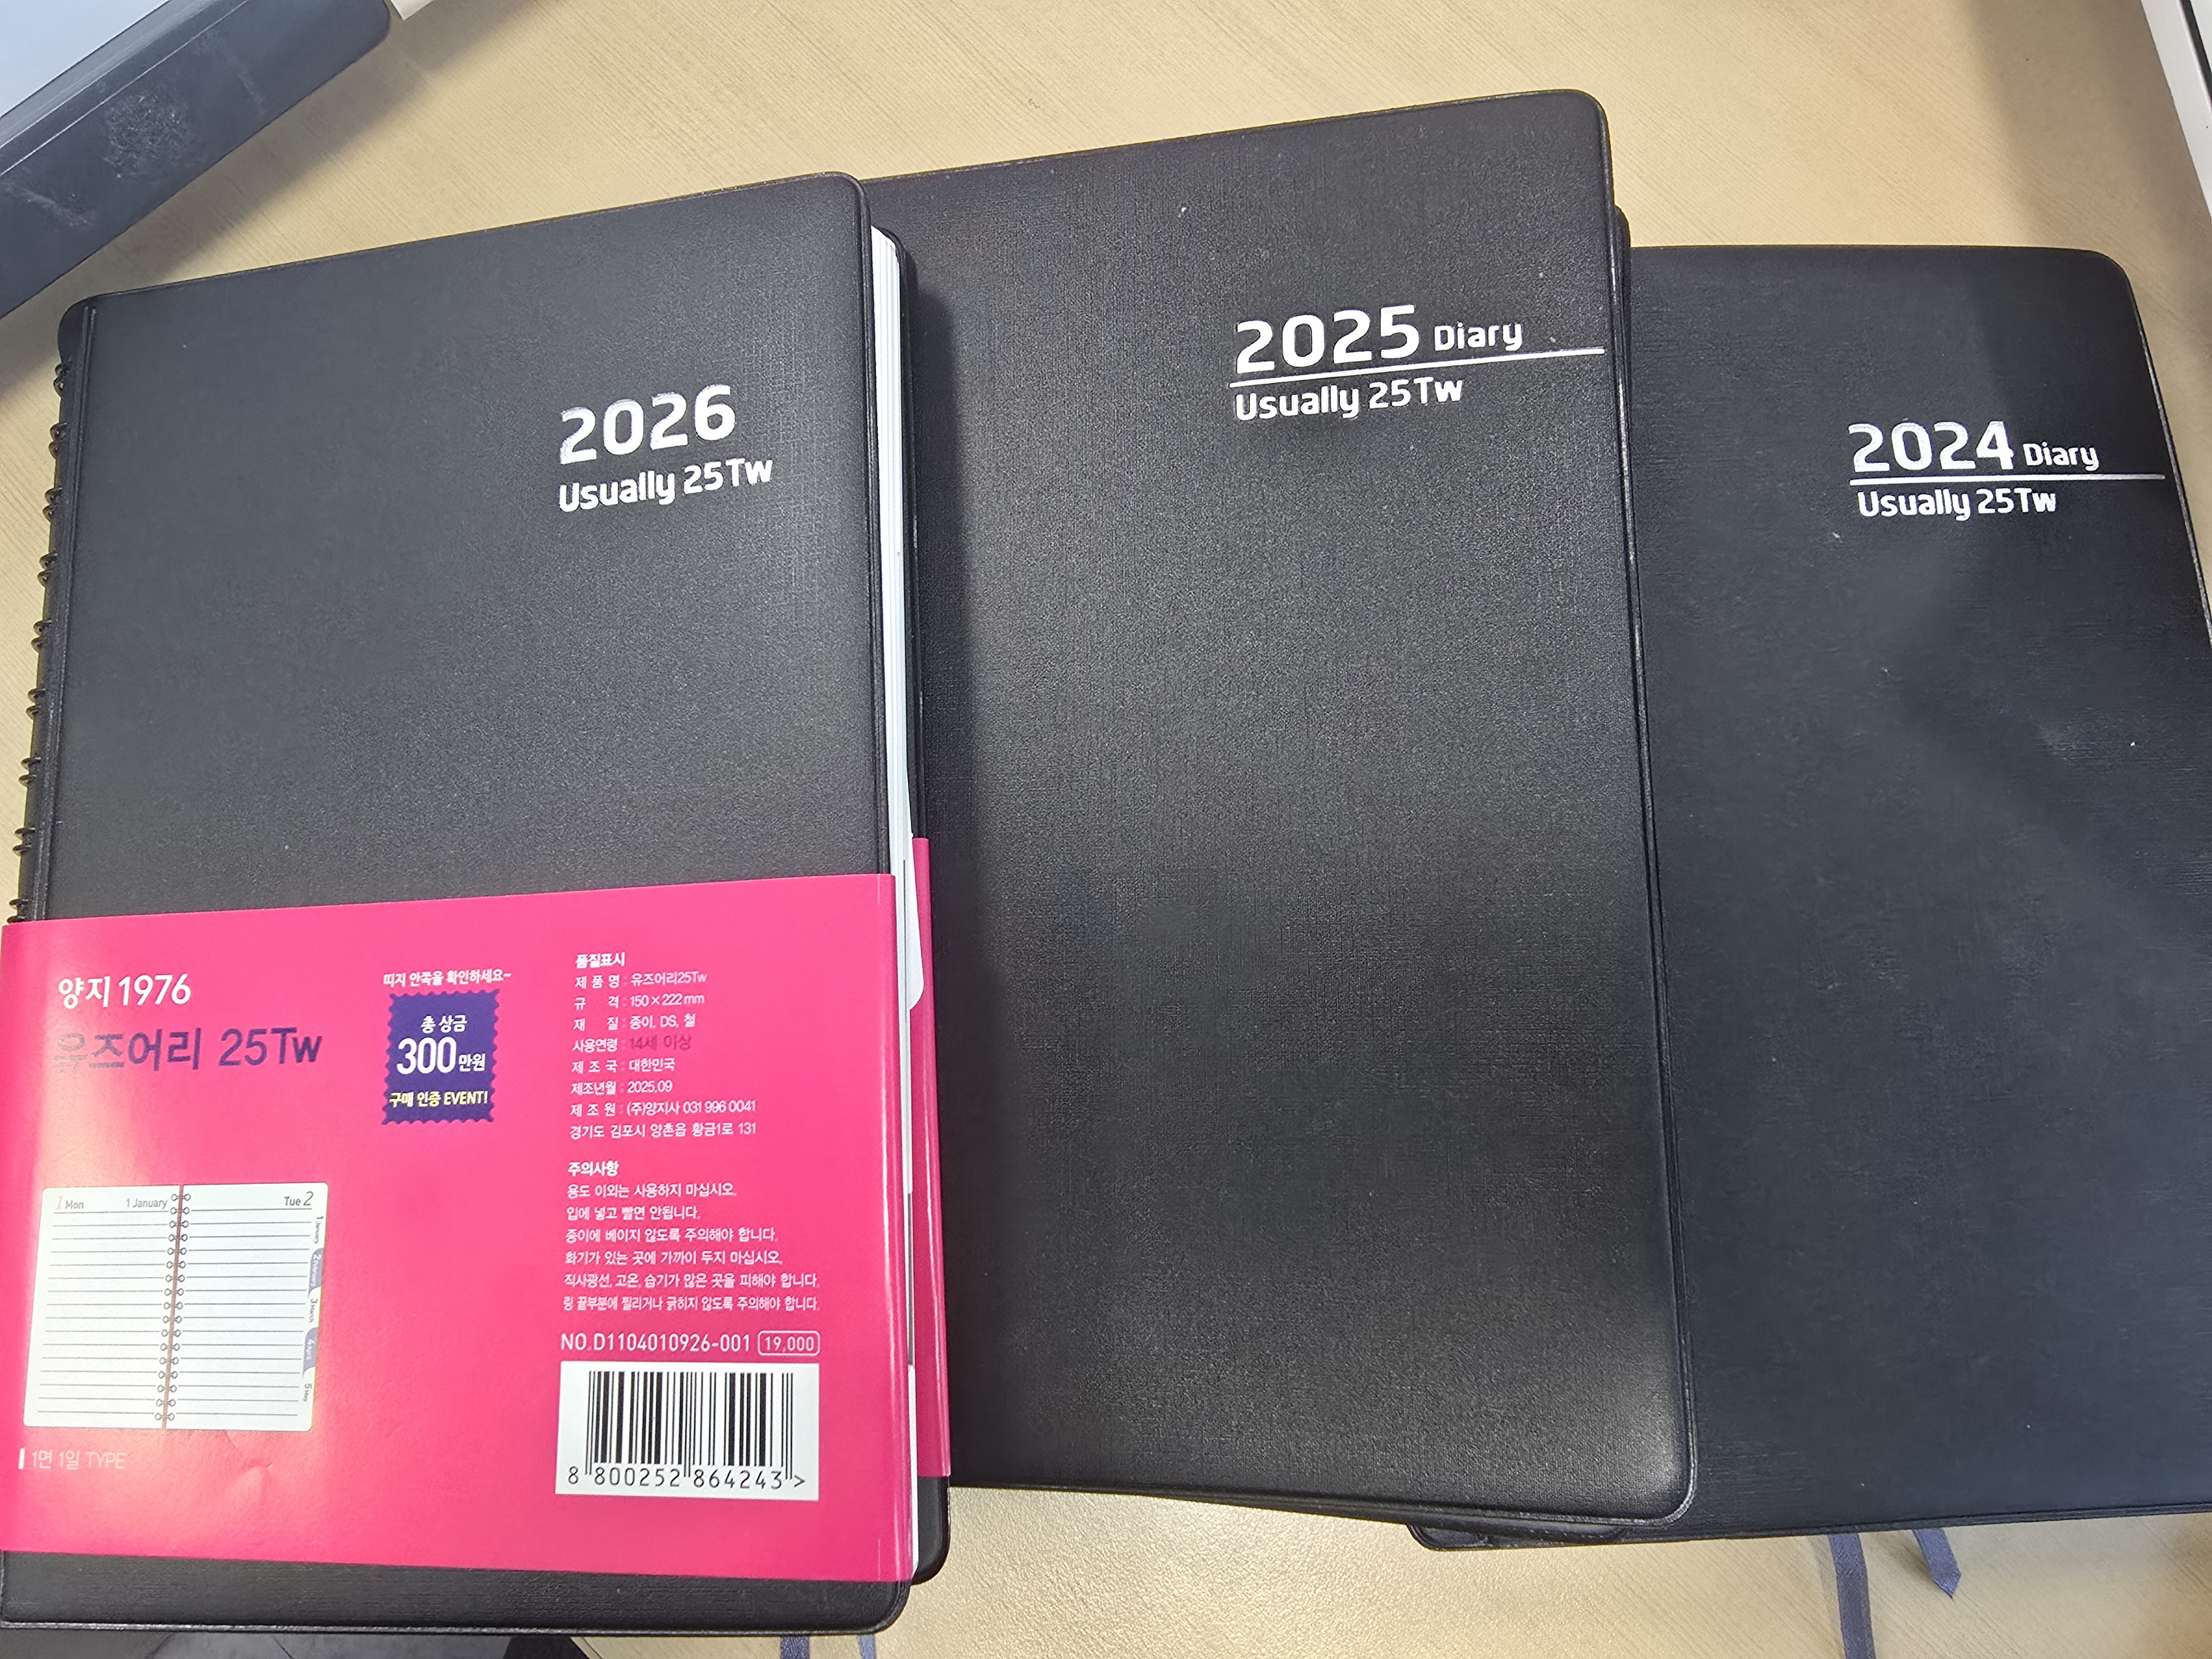 2026
Usually 25Tw
2025 Diary
Usually 25Tw
2024 Diary
Usually 25Tw
양지 1976
유즈어리 25Tw
띠지 안쪽을 확인하세요~
총 상금
300만원
구매 인증 EVENT!
품질표시
제 품 명 : 유즈어리25Tw
규 격 : 150 × 222 mm
재 질 : 종이, DS, 철
사용연령 : 14세 이상
제 조 국 : 대한민국
제조년월 : 2025.09
제 조 원 : (주)양지사 031 996 0041
경기도 김포시 양촌읍 황금1로 131
주의사항
용도 이외는 사용하지 마십시오.
입에 넣고 빨면 안됩니다.
종이에 베이지 않도록 주의해야 합니다.
화기가 있는 곳에 가까이 두지 마십시오.
직사광선, 고온, 습기가 많은 곳을 피해야 합니다.
링 끝부분에 찔리거나 긁히지 않도록 주의해야 합니다.
NO.D1104010926-001 19,000
8 800252 864243 >
1 Mon 1 January
Tue 2
1 January
2 February
3 March
4 April
5 May
1면 1일 TYPE